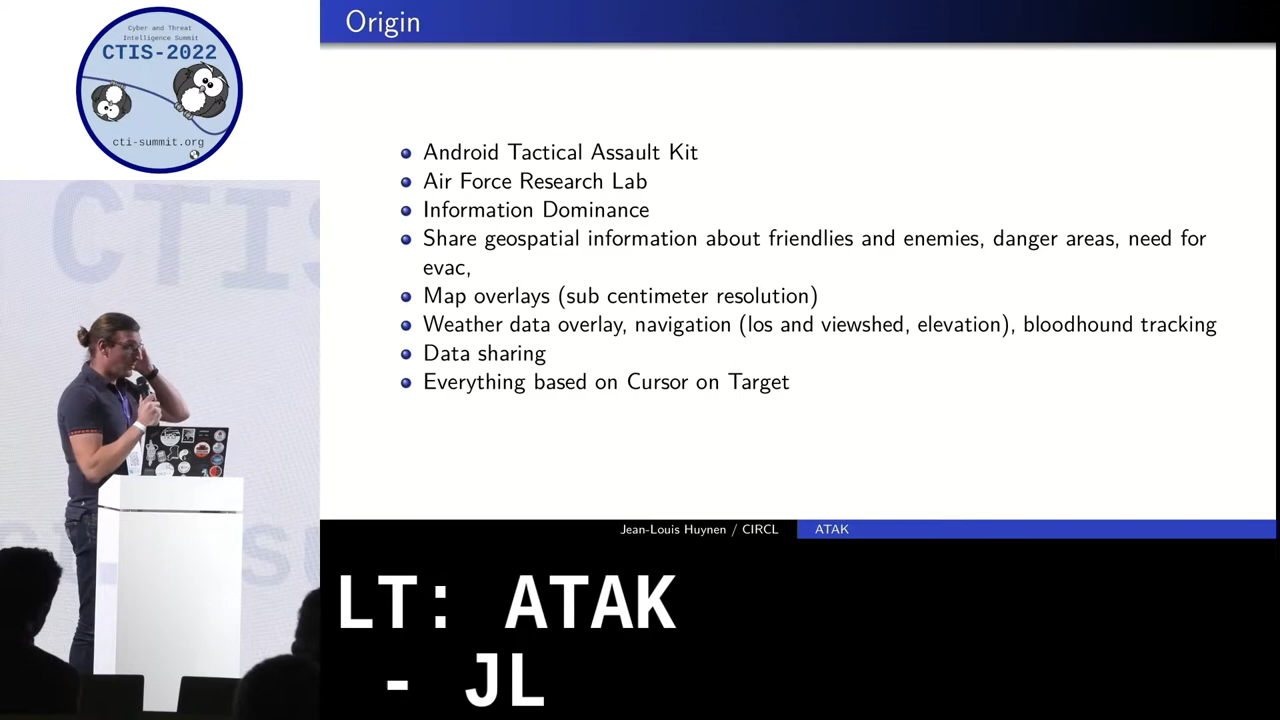 Cyber and Threat
Intelligence Summit
CTIS-2022
cti-summit.org
CTIS
Origin
Android Tactical Assault Kit
Air Force Research Lab
Information Dominance
Share geospatial information about friendlies and enemies, danger areas, need for
evac,
Map overlays (sub centimeter resolution)
Weather data overlay, navigation (los and viewshed, elevation), bloodhound tracking
Data sharing
Everything based on Cursor on Target
Jean-Louis Huynen / CIRCL
ATAK
LT: ATAK
- JL